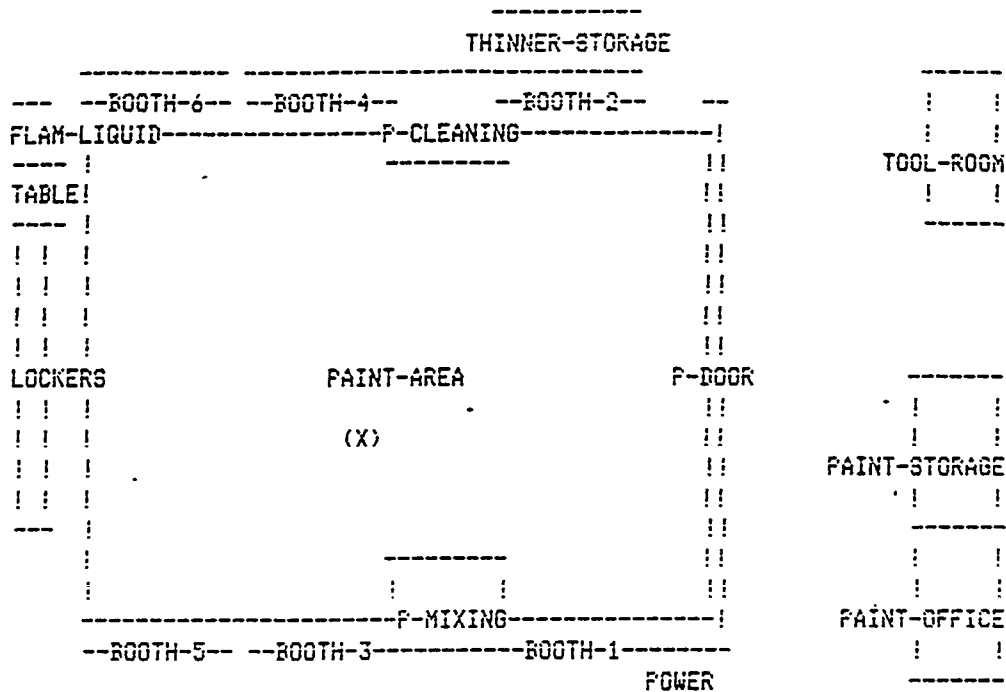 THINNER-STORAGE
BOOTH-6 BOOTH-4 BOOTH-2
FLAM-LIQUID P-CLEANING
TOOL-ROOM
TABLE
LOCKERS PAINT-AREA P-DOOR
(X)
PAINT-STORAGE
P-MIXING PAINT-OFFICE
BOOTH-5 BOOTH-3 BOOTH-1
POWER